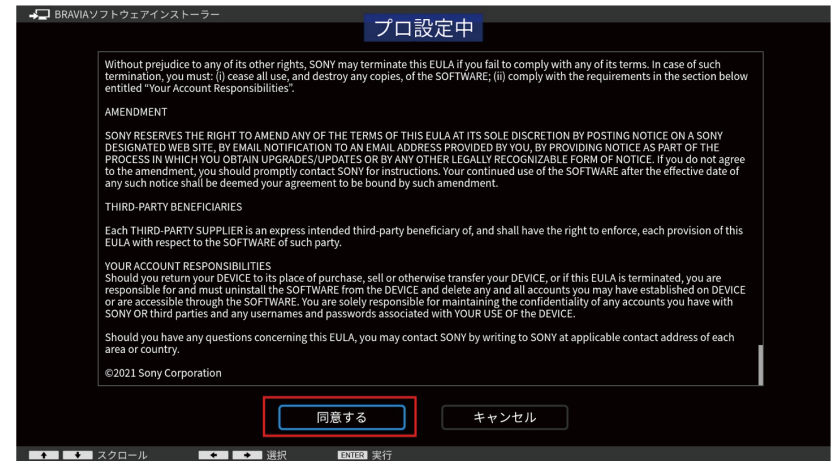 BRAVIAソフトウェアインストーラー
プロ設定中
Without prejudice to any of its other rights, SONY may terminate this EULA if you fail to comply with any of its terms. In case of such
termination, you must: (i) cease all use, and destroy any copies, of the SOFTWARE; (ii) comply with the requirements in the section below
entitled “Your Account Responsibilities”.
AMENDMENT
SONY RESERVES THE RIGHT TO AMEND ANY OF THE TERMS OF THIS EULA AT ITS SOLE DISCRETION BY POSTING NOTICE ON A SONY
DESIGNATED WEB SITE, BY EMAIL NOTIFICATION TO AN EMAIL ADDRESS PROVIDED BY YOU, BY PROVIDING NOTICE AS PART OF THE
PROCESS IN WHICH YOU OBTAIN UPGRADES/UPDATES OR BY ANY OTHER LEGALLY RECOGNIZABLE FORM OF NOTICE. If you do not agree
to the amendment, you should promptly contact SONY for instructions. Your continued use of the SOFTWARE after the effective date of
any such notice shall be deemed your agreement to be bound by such amendment.
THIRD-PARTY BENEFICIARIES
Each THIRD-PARTY SUPPLIER is an express intended third-party beneficiary of, and shall have the right to enforce, each provision of this
EULA with respect to the SOFTWARE of such party.
YOUR ACCOUNT RESPONSIBILITIES
Should you return your DEVICE to its place of purchase, sell or otherwise transfer your DEVICE, or if this EULA is terminated, you are
responsible for and must uninstall the SOFTWARE from the DEVICE and delete any and all accounts you may have established on DEVICE
or are accessible through the SOFTWARE. You are solely responsible for maintaining the confidentiality of any accounts you have with
SONY OR third parties and any usernames and passwords associated with YOUR USE OF the DEVICE.
Should you have any questions concerning this EULA, you may contact SONY by writing to SONY at applicable contact address of each
area or country.
©2021 Sony Corporation
同意する キャンセル
スクロール 選択 ENTER 実行